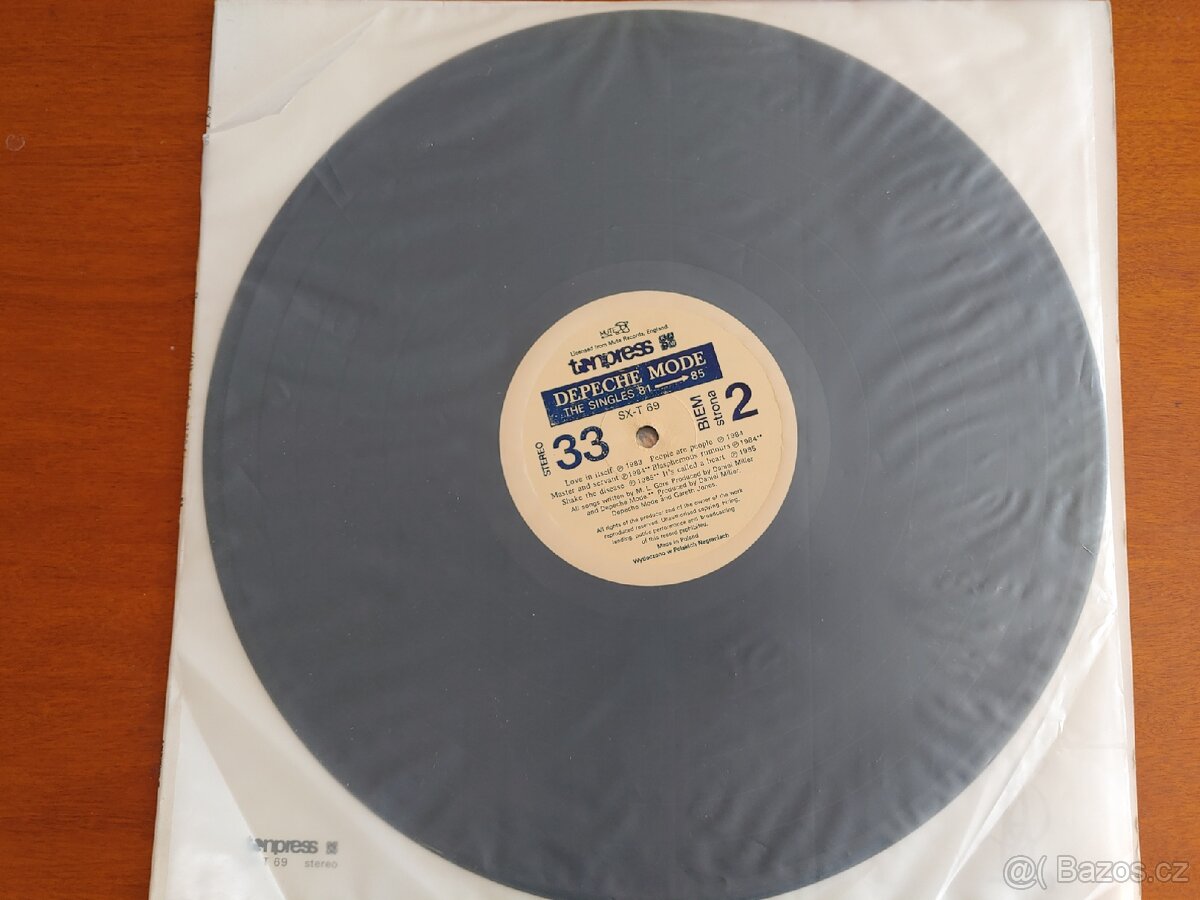 MUTE
Licensed from Mute Records, England
tonpress
DEPECHE MODE
THE SINGLES 81 → 85
SX-T 69
STEREO
33
BIEM
strona
2
Love in itself ℗ 1983 People are people ℗ 1984
Master and servant ℗ 1984** Blasphemous rumours ℗ 1984**
Shake the disease ℗ 1985** It's called a heart ℗ 1985
All songs written by M. L. Gore Produced by Daniel Miller
and Depeche Mode ** Produced by Daniel Miller,
Depeche Mode and Gareth Jones.
All rights of the producer and of the owner of the work
reproduced reserved. Unauthorised copying, hiring,
lending, public performance and broadcasting
of this record prohibited.
Made in Poland
Wytłoczono w Polskich Nagraniach
tonpress
T 69 stereo
@( Bazos.cz